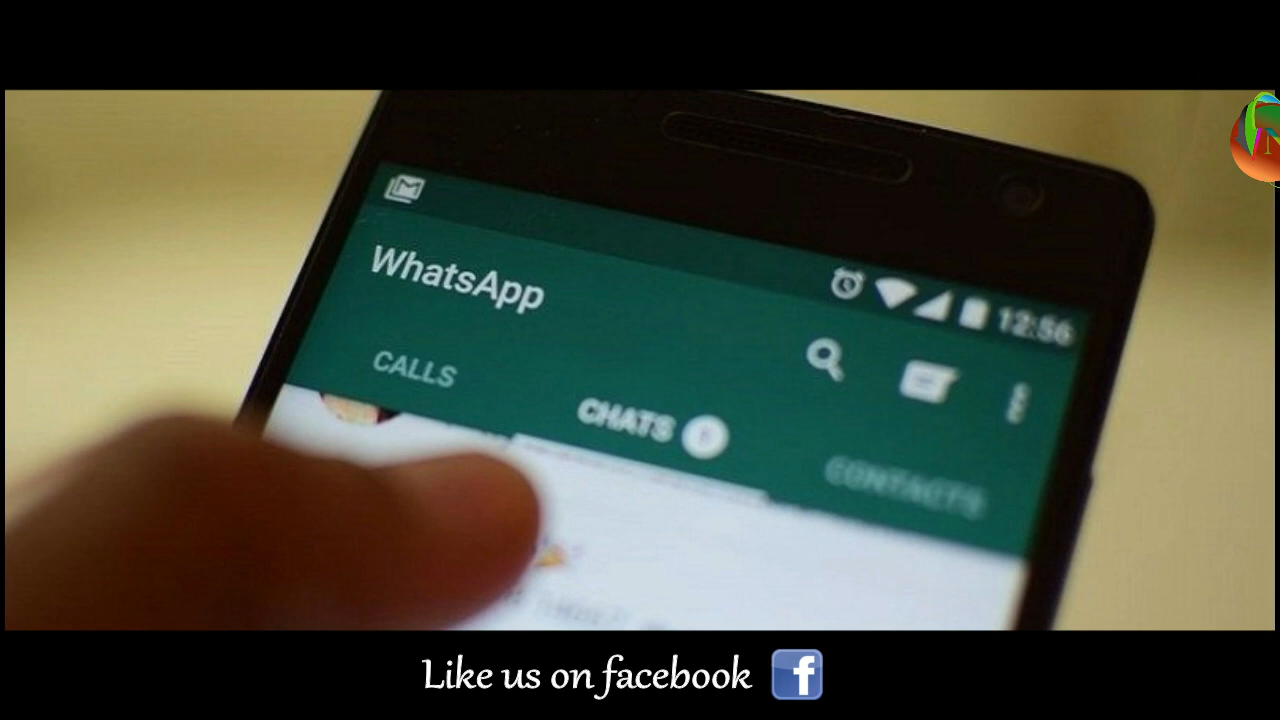 12:56
WhatsApp
CALLS
CHATS
CONTACTS
Like us on facebook